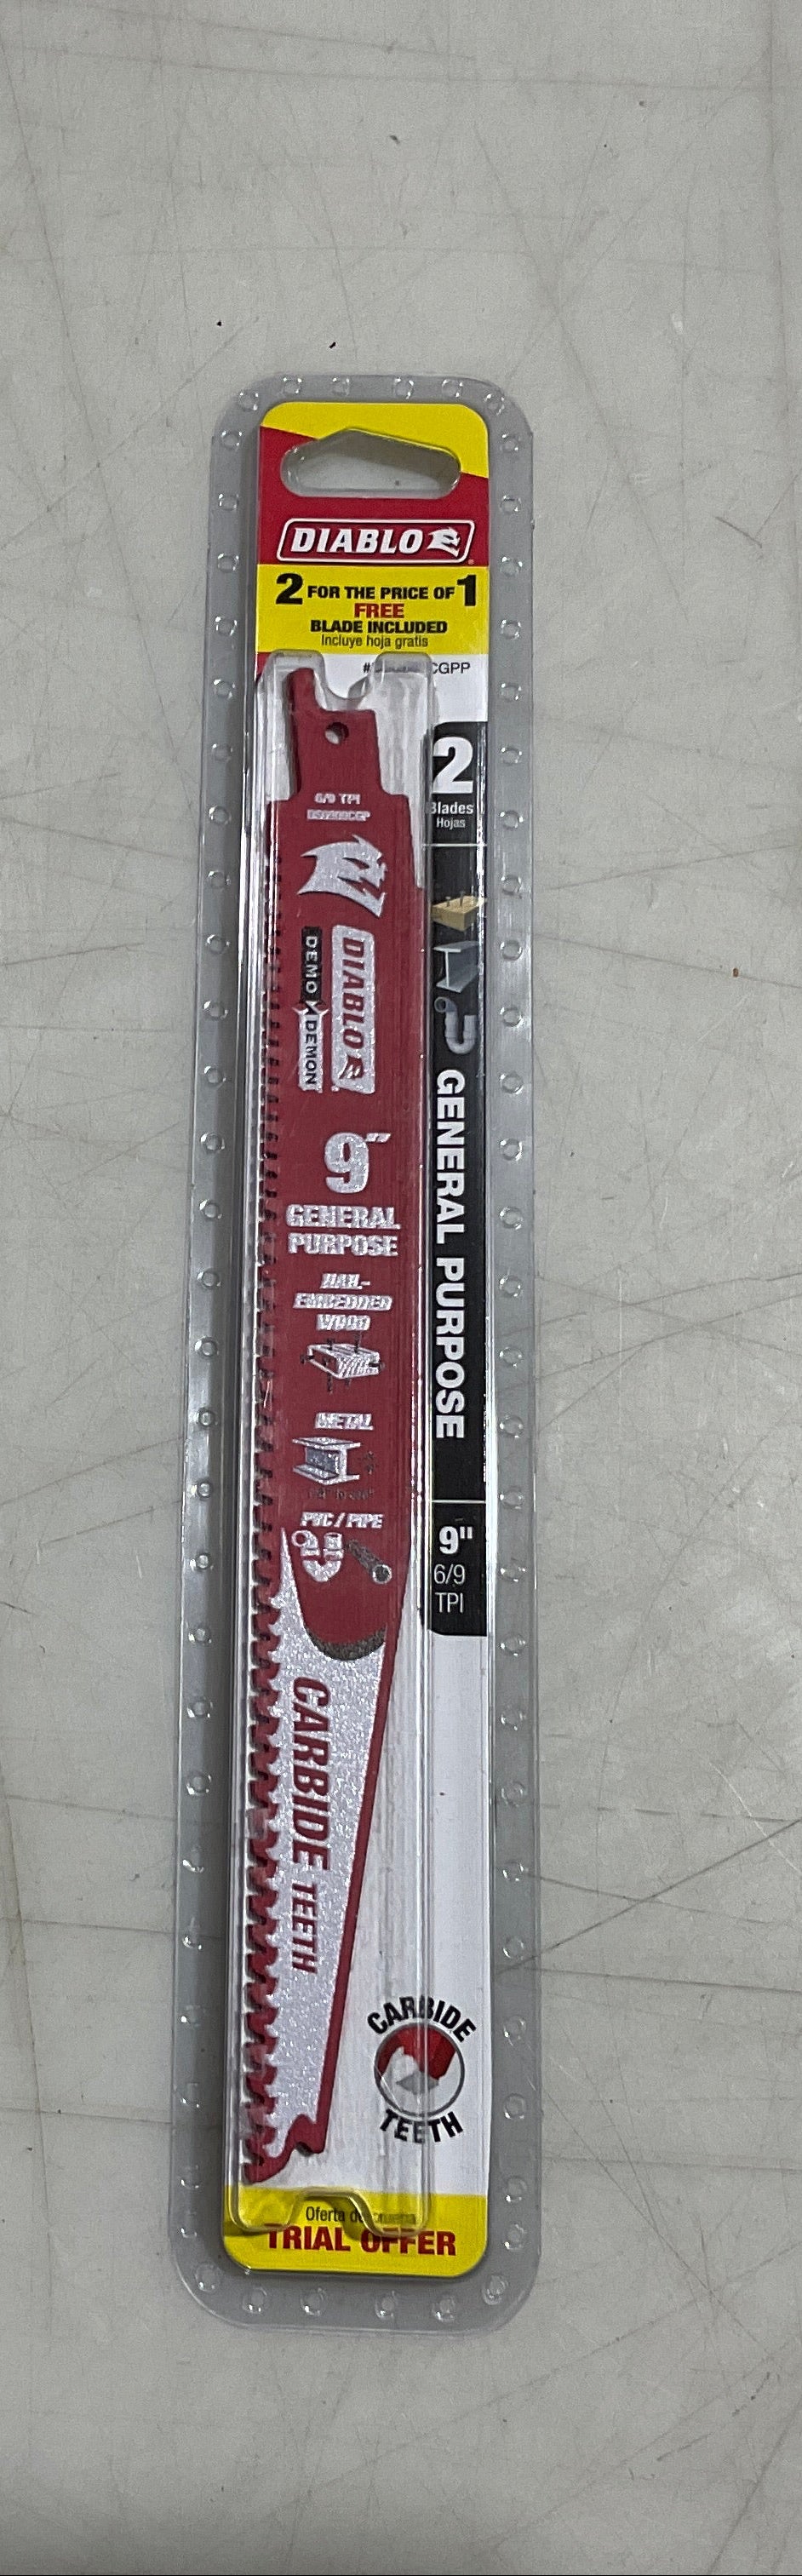 DIABLO
2 FOR THE PRICE OF 1
FREE
BLADE INCLUDED
Incluye hoja gratis
CGPP
2
Blades
Hojas
6/9 TPI
DIABLO
DEMO DEMON
9"
GENERAL
PURPOSE
NAIL-
EMBEDDED
WOOD
METAL
PVC / PIPE
CARBIDE TEETH
GENERAL PURPOSE
9"
6/9
TPI
CARBIDE
TEETH
Oferta de
TRIAL OFFER